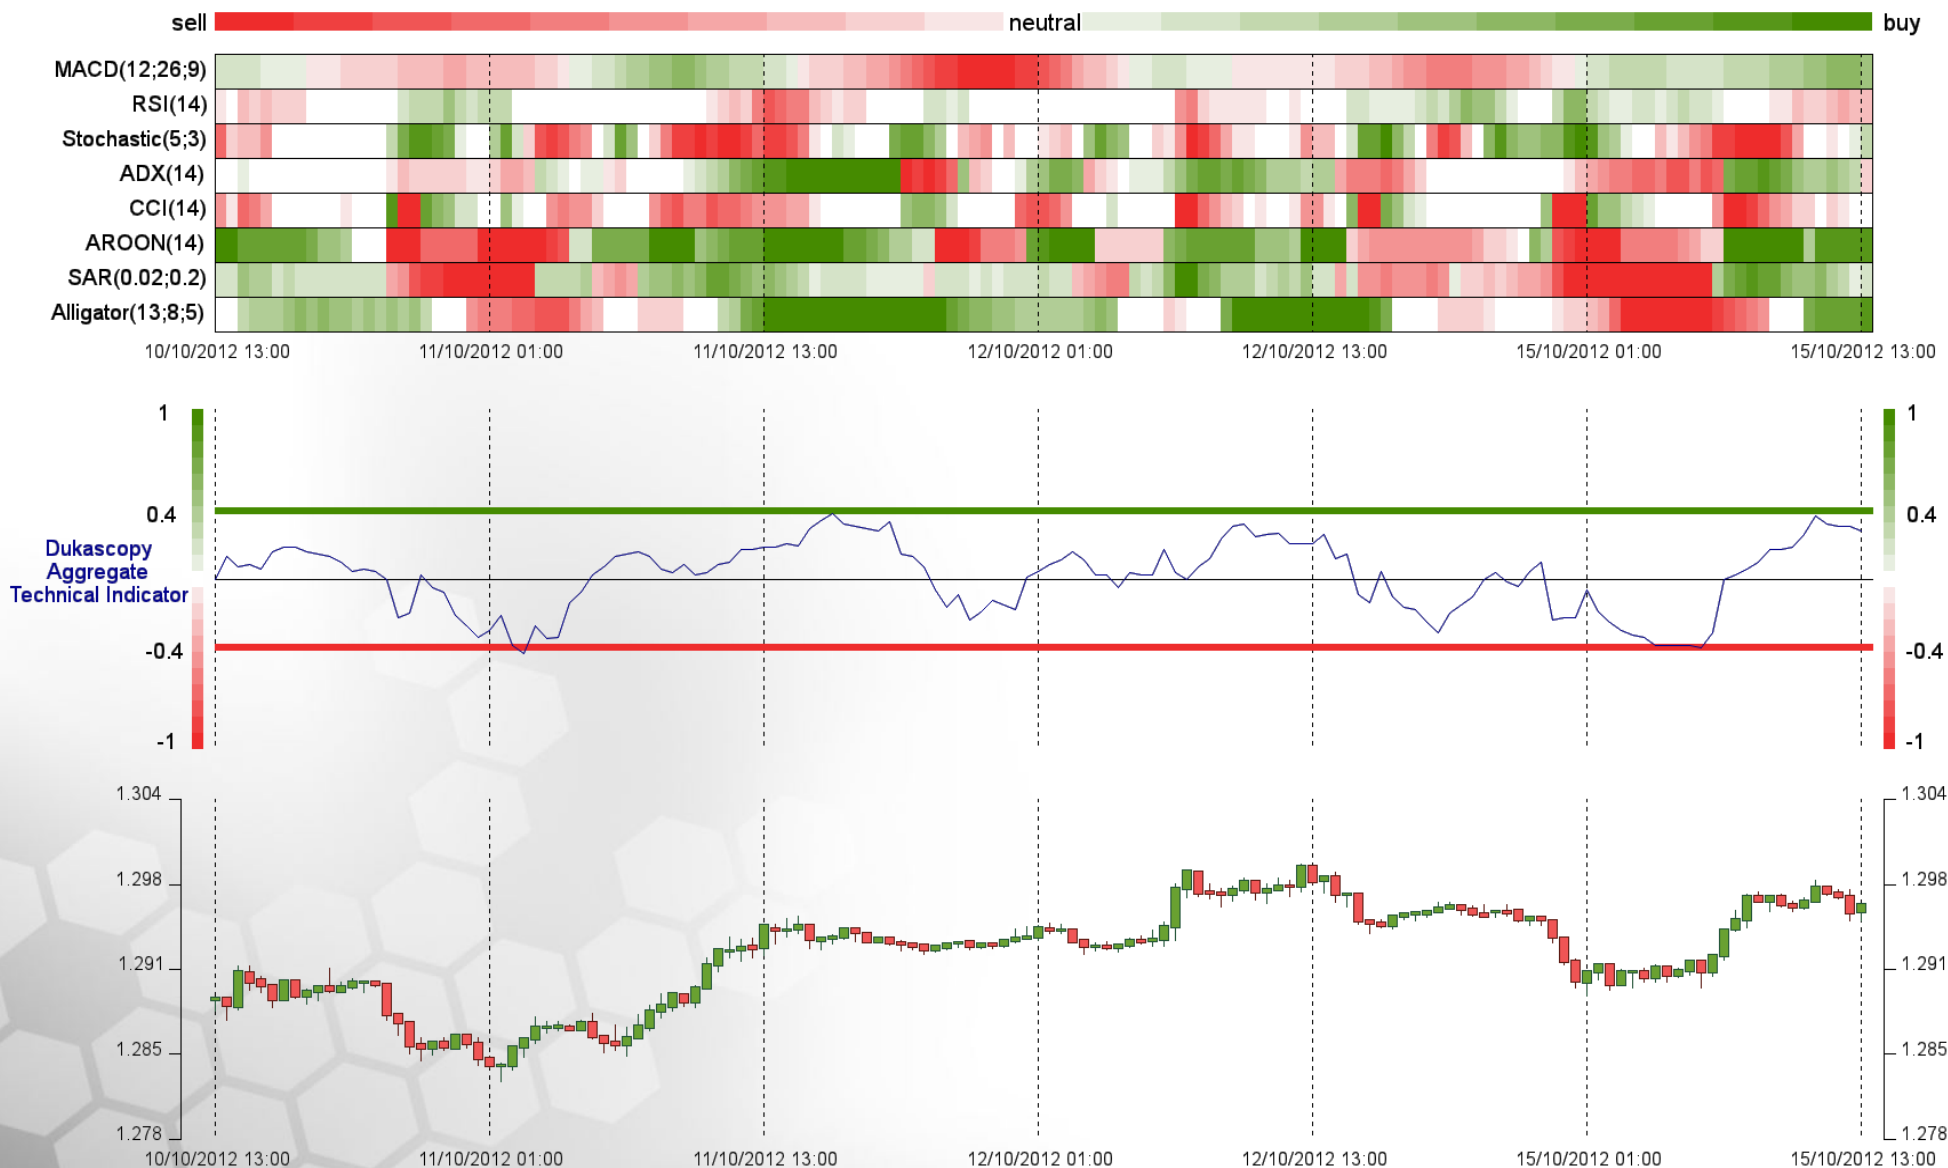 sell neutral buy
MACD(12;26;9)
RSI(14)
Stochastic(5;3)
ADX(14)
CCI(14)
AROON(14)
SAR(0.02;0.2)
Alligator(13;8;5)
10/10/2012 13:00 11/10/2012 01:00 11/10/2012 13:00 12/10/2012 01:00 12/10/2012 13:00 15/10/2012 01:00 15/10/2012 13:00
1 1
0.4 0.4
Dukascopy
Aggregate
Technical Indicator
-0.4 -0.4
-1 -1
1.304 1.304
1.298 1.298
1.291 1.291
1.285 1.285
1.278 1.278
10/10/2012 13:00 11/10/2012 01:00 11/10/2012 13:00 12/10/2012 01:00 12/10/2012 13:00 15/10/2012 01:00 15/10/2012 13:00